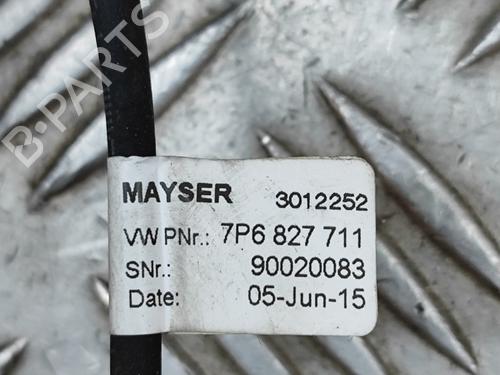 B-PARTS
MAYSER 3012252
VW PNr.: 7P6 827 711
SNr.: 90020083
Date: 05-Jun-15